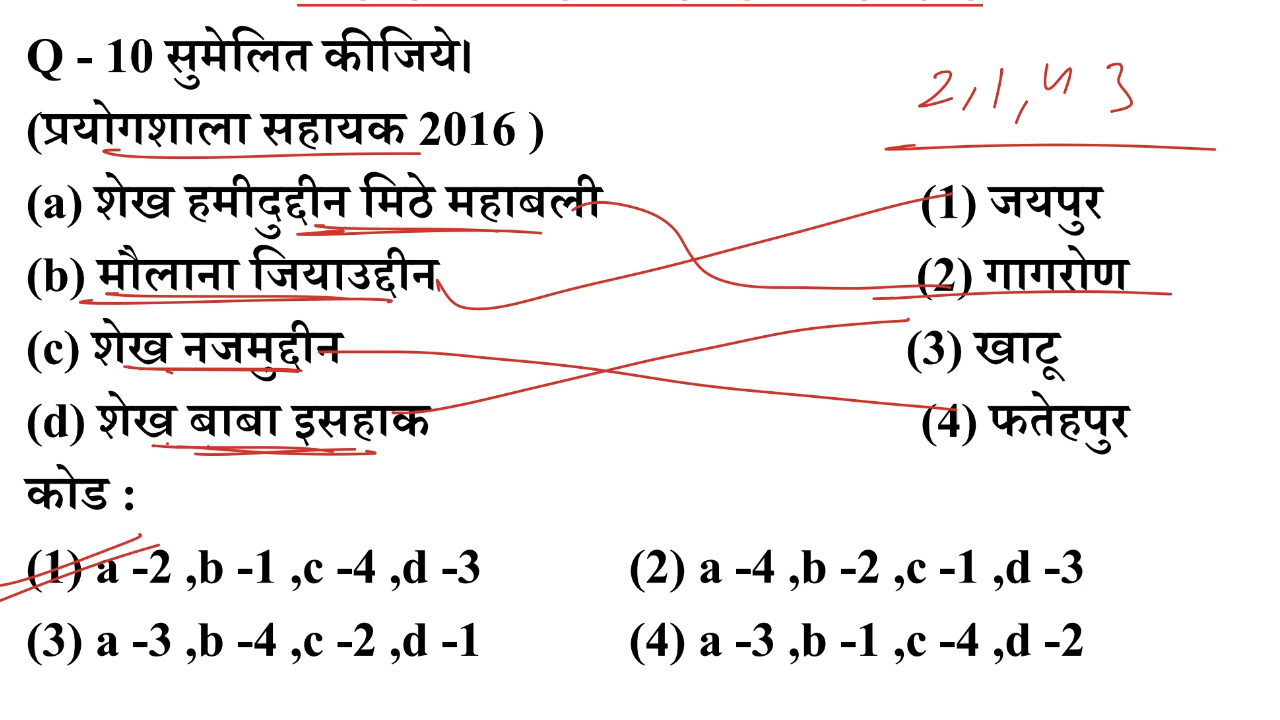 Q - 10 सुमेलित कीजिये।
2,1,4 3
(प्रयोगशाला सहायक 2016 )
(a) शेख हमीदुद्दीन मिठे महाबली (1) जयपुर
(b) मौलाना जियाउद्दीन (2) गागरोण
(c) शेख नजमुद्दीन (3) खाटू
(d) शेख बाबा इसहाक (4) फतेहपुर
कोड :
(1) a -2 ,b -1 ,c -4 ,d -3 (2) a -4 ,b -2 ,c -1 ,d -3
(3) a -3 ,b -4 ,c -2 ,d -1 (4) a -3 ,b -1 ,c -4 ,d -2